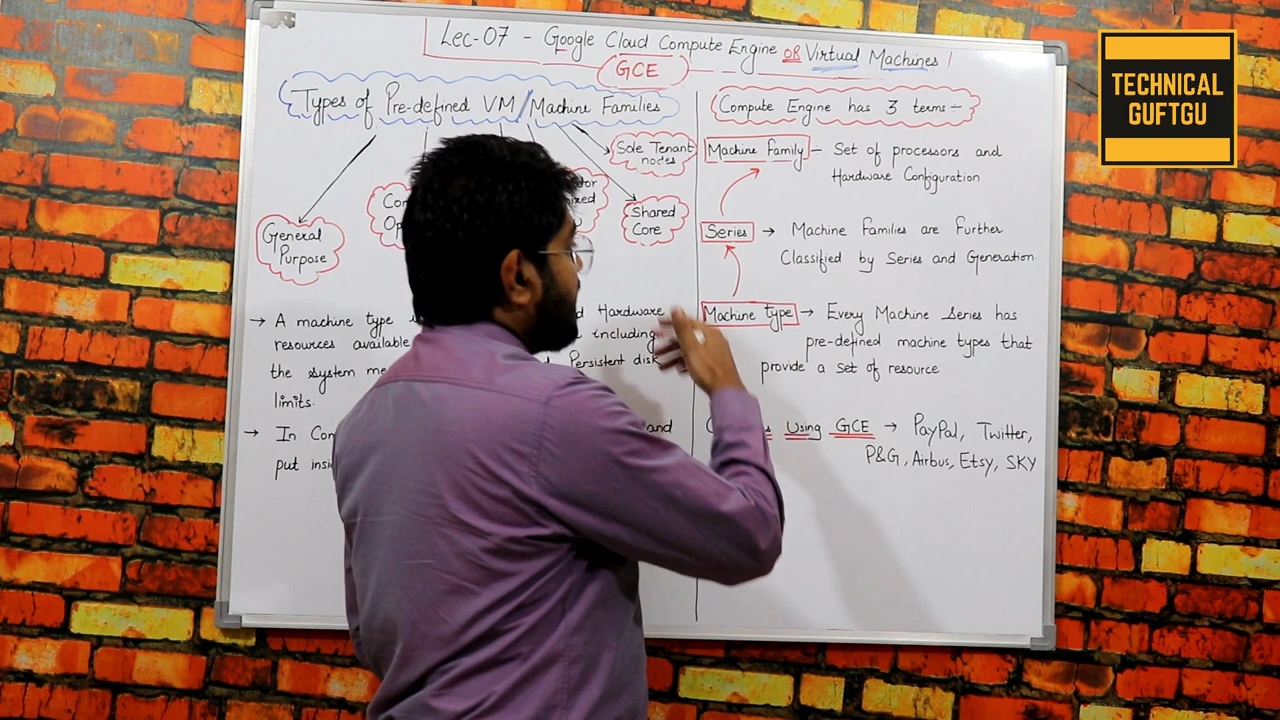 Lec-07 - Google Cloud Compute Engine OR Virtual Machines
GCE
Types of Pre-defined VM/Machine Families
General
Purpose
Sole Tenant
nodes
Shared
Core
→ A machine type
Hardware
resources available
including
the system
Persistent disk
limits.
→ In
and
put
Compute Engine has 3 terms -
Machine Family - Set of processors and
Hardware Configuration
Series → Machine Families are Further
Classified by Series and Generation
Machine type → Every Machine Series has
pre-defined machine types that
provide a set of resource
Using GCE → PayPal, Twitter,
P&G, Airbus, Etsy, SKY
TECHNICAL
GUFTGU